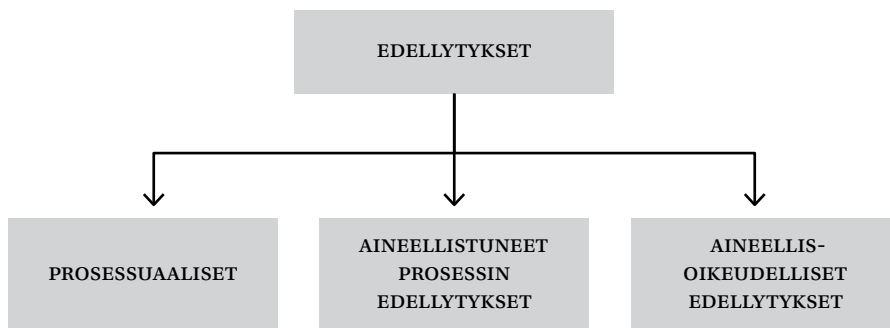 EDELLYTYKSET
PROSESSUAALISET
AINEELLISTUNEET
PROSESSIN
EDELLYTYKSET
AINEELLIS-
OIKEUDELLISET
EDELLYTYKSET